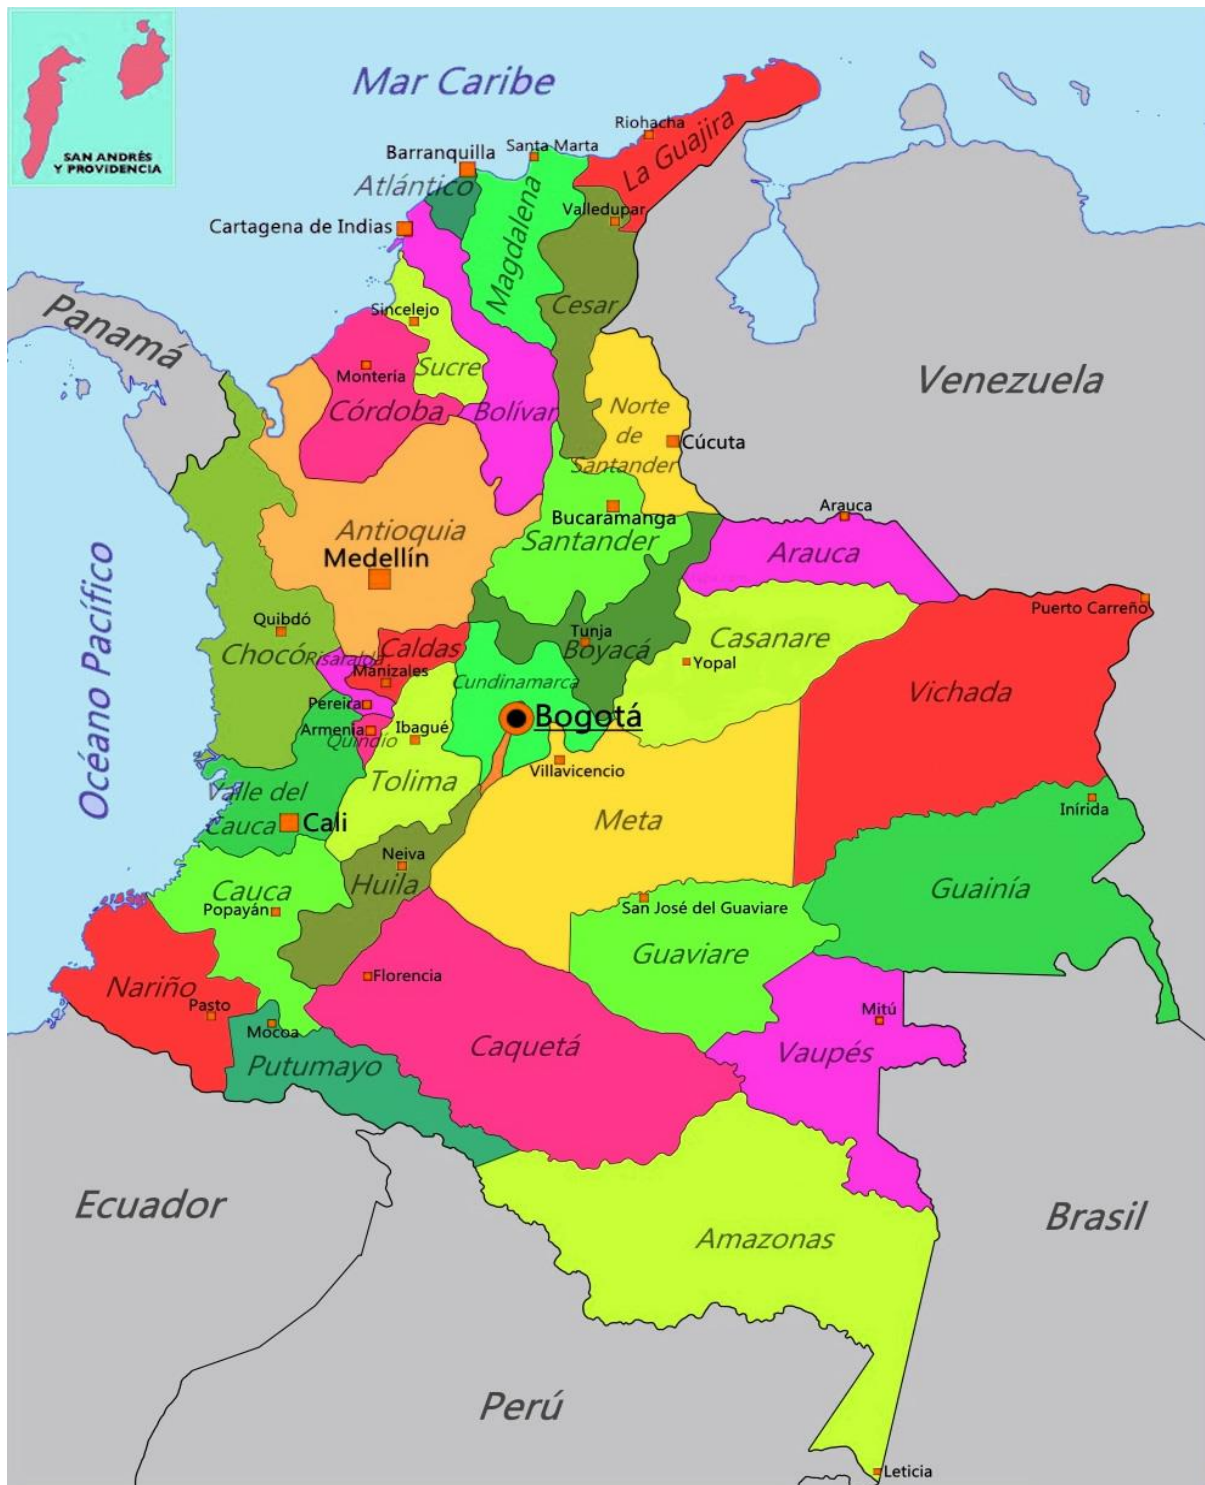 SAN ANDRÉS
Y PROVIDENCIA
Mar Caribe
Riohacha
La Guajira
Santa Marta
Barranquilla
Atlántico
Magdalena
Valledupar
Cartagena de Indias
Cesar
Sincelejo
Panamá
Sucre
Montería
Córdoba
Bolívar
Norte
de
Santander
Cúcuta
Venezuela
Antioquia
Medellín
Bucaramanga
Santander
Arauca
Arauca
Océano Pacífico
Quibdó
Chocó
Risaralda
Caldas
Manizales
Tunja
Boyacá
Casanare
Yopal
Puerto Carreño
Vichada
Cundinamarca
Bogotá
Pereira
Armenia
Quindío
Ibagué
Tolima
Villavicencio
Meta
Valle del
Cauca
Cali
Inírida
Guainía
Neiva
Huila
Cauca
Popayán
San José del Guaviare
Guaviare
Florencia
Nariño
Pasto
Mocoa
Putumayo
Caquetá
Mitú
Vaupés
Ecuador
Amazonas
Brasil
Perú
Leticia